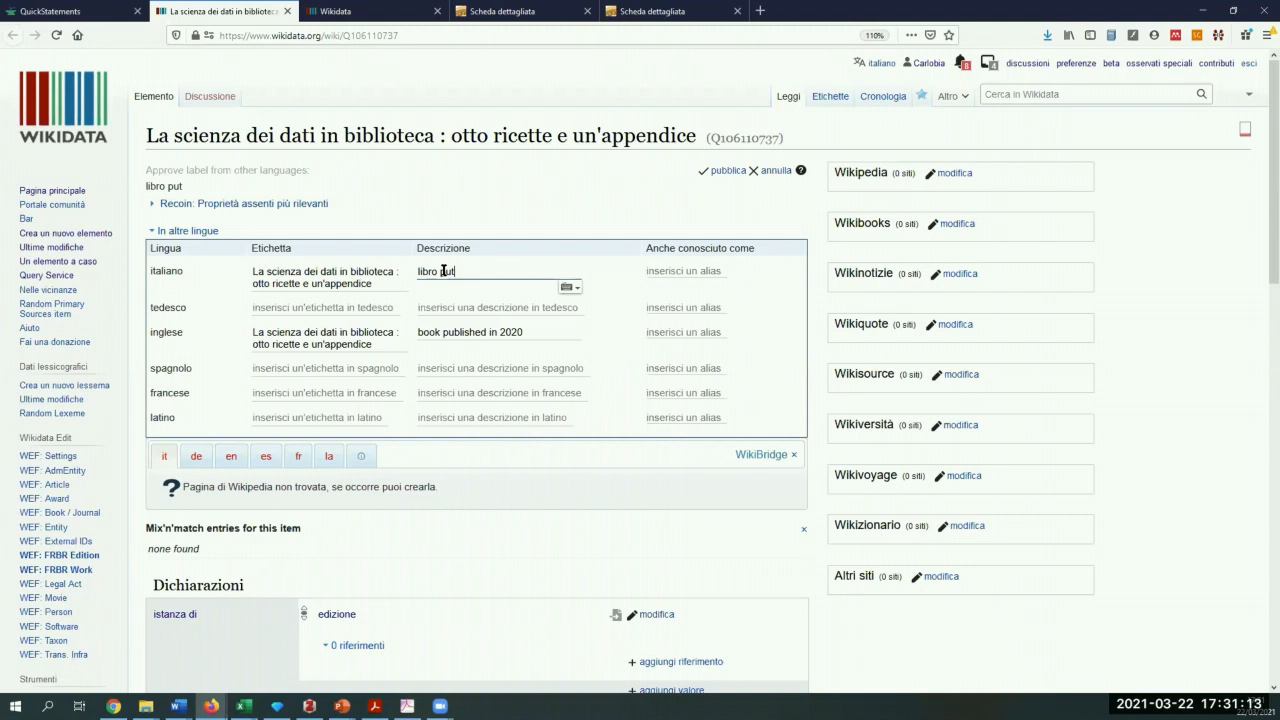 QuickStatements
La scienza dei dati in bibliotec
Wikidata
Scheda dettagliata
Scheda dettagliata
https://www.wikidata.org/wiki/Q106110737
110%
italiano
Carlobia
discussioni
preferenze
beta
osservati speciali
contributi
esci
WIKIDATA
Elemento
Discussione
Leggi
Etichette
Cronologia
Altro
Cerca in Wikidata
La scienza dei dati in biblioteca : otto ricette e un'appendice (Q106110737)
Approve label from other languages:
pubblica
annulla
libro put
Recoin: Proprietà assenti più rilevanti
In altre lingue
Lingua Etichetta Descrizione Anche conosciuto come
italiano La scienza dei dati in biblioteca : libro put inserisci un alias
otto ricette e un'appendice
tedesco inserisci un'etichetta in tedesco inserisci una descrizione in tedesco inserisci un alias
inglese La scienza dei dati in biblioteca : book published in 2020 inserisci un alias
otto ricette e un'appendice
spagnolo inserisci un'etichetta in spagnolo inserisci una descrizione in spagnolo inserisci un alias
francese inserisci un'etichetta in francese inserisci una descrizione in francese inserisci un alias
latino inserisci un'etichetta in latino inserisci una descrizione in latino inserisci un alias
it de en es fr la
WikiBridge ×
Pagina di Wikipedia non trovata, se occorre puoi crearla.
Mix'n'match entries for this item ×
none found
Dichiarazioni
istanza di
edizione
modifica
0 riferimenti
+ aggiungi riferimento
+ aggiungi valore
Pagina principale
Portale comunità
Bar
Crea un nuovo elemento
Ultime modifiche
Un elemento a caso
Query Service
Nelle vicinanze
Random Primary
Sources item
Aiuto
Fai una donazione
Dati lessicografici
Crea un nuovo lessema
Ultime modifiche
Random Lexeme
Wikidata Edit
WEF: Settings
WEF: AdmEntity
WEF: Article
WEF: Award
WEF: Book / Journal
WEF: Entity
WEF: External IDs
WEF: FRBR Edition
WEF: FRBR Work
WEF: Legal Act
WEF: Movie
WEF: Person
WEF: Software
WEF: Taxon
WEF: Trans. Infra
Strumenti
Wikipedia (0 siti) modifica
Wikibooks (0 siti) modifica
Wikinotizie (0 siti) modifica
Wikiquote (0 siti) modifica
Wikisource (0 siti) modifica
Wikiversità (0 siti) modifica
Wikivoyage (0 siti) modifica
Wikizionario (0 siti) modifica
Altri siti (0 siti) modifica
2021-03-22 17:31:13
22/03/2021